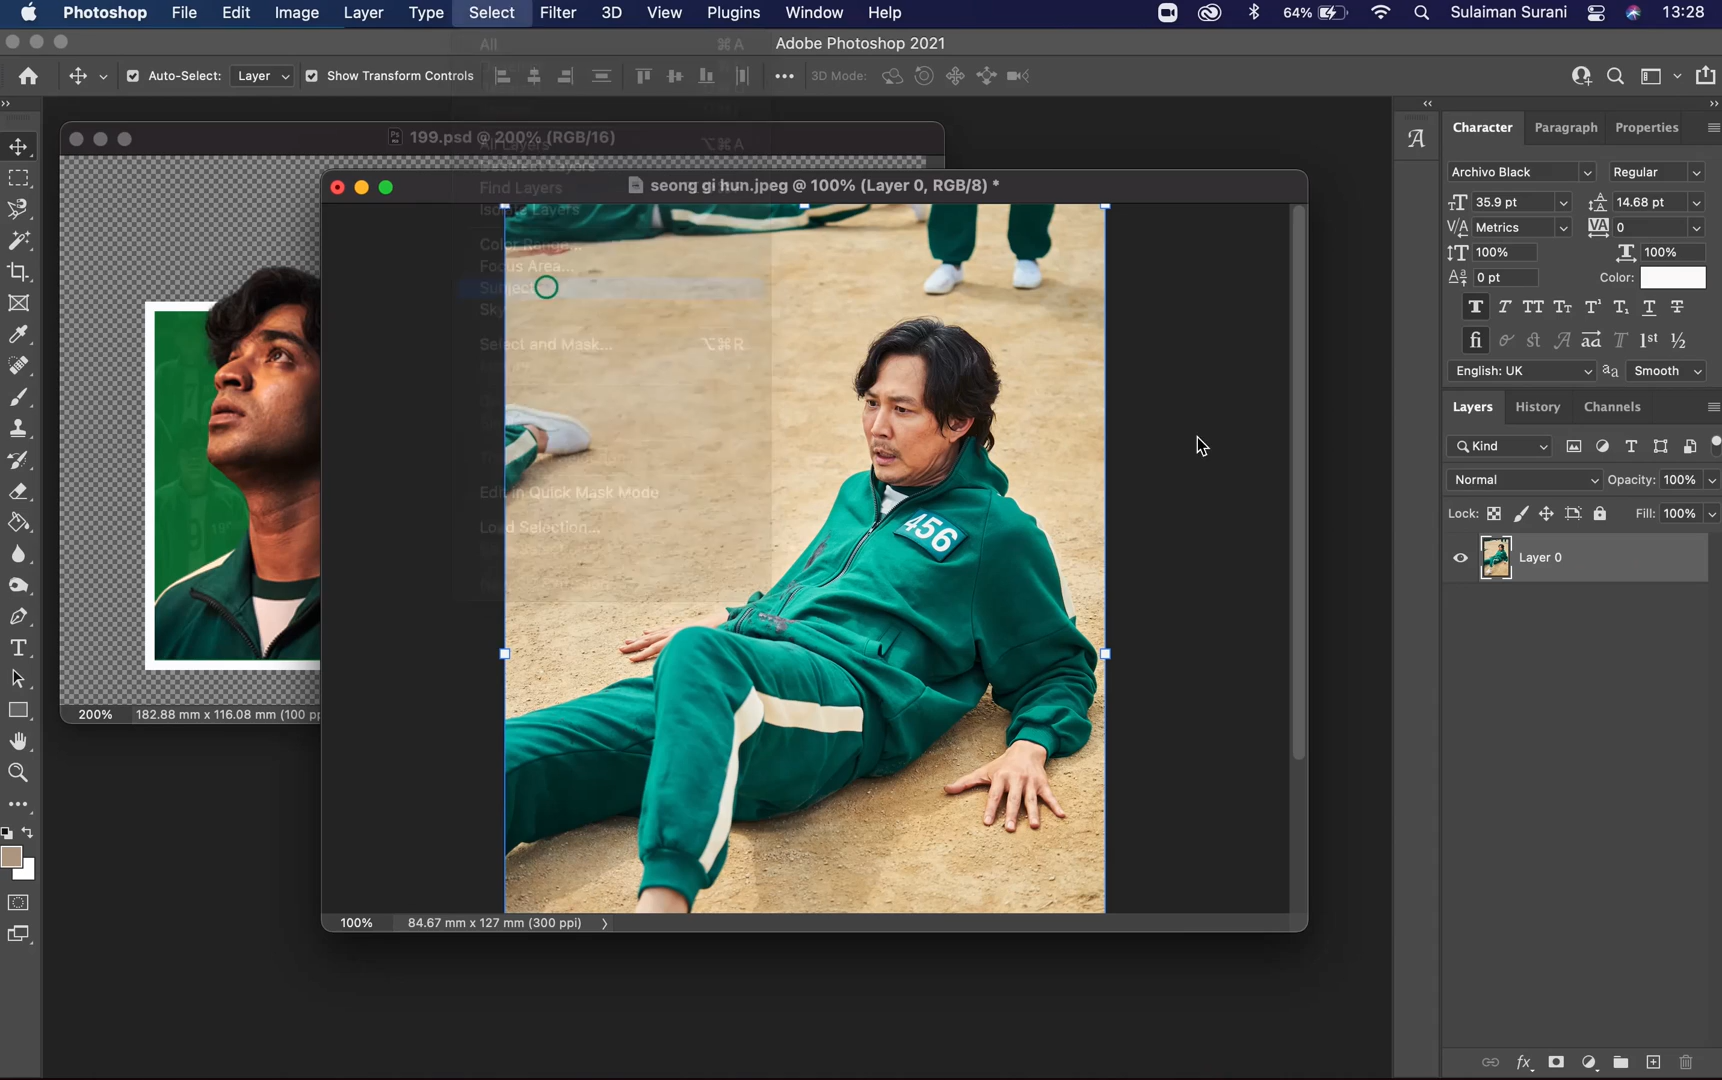 Photoshop File Edit Image Layer Type Select Filter 3D View Plugins Window Help 64% Sulaiman Surani 13:28
Adobe Photoshop 2021
Auto-Select: Layer Show Transform Controls 3D Mode:
All ⌘A
199.psd @ 200% (RGB/16)
All Layers ⌥⌘A
Deselect Layers
Find Layers
Isolate Layers
Color Range...
Focus Area...
Subject
Sky
Select and Mask... ⌥⌘R
Edit in Quick Mask Mode
Load Selection...
seong gi hun.jpeg @ 100% (Layer 0, RGB/8) *
456
200% 182.88 mm x 116.08 mm (100 pp
100% 84.67 mm x 127 mm (300 ppi)
Character Paragraph Properties
Archivo Black Regular
35.9 pt 14.68 pt
Metrics 0
100% 100%
0 pt Color:
English: UK Smooth
Layers History Channels
Kind
Normal Opacity: 100%
Lock: Fill: 100%
Layer 0